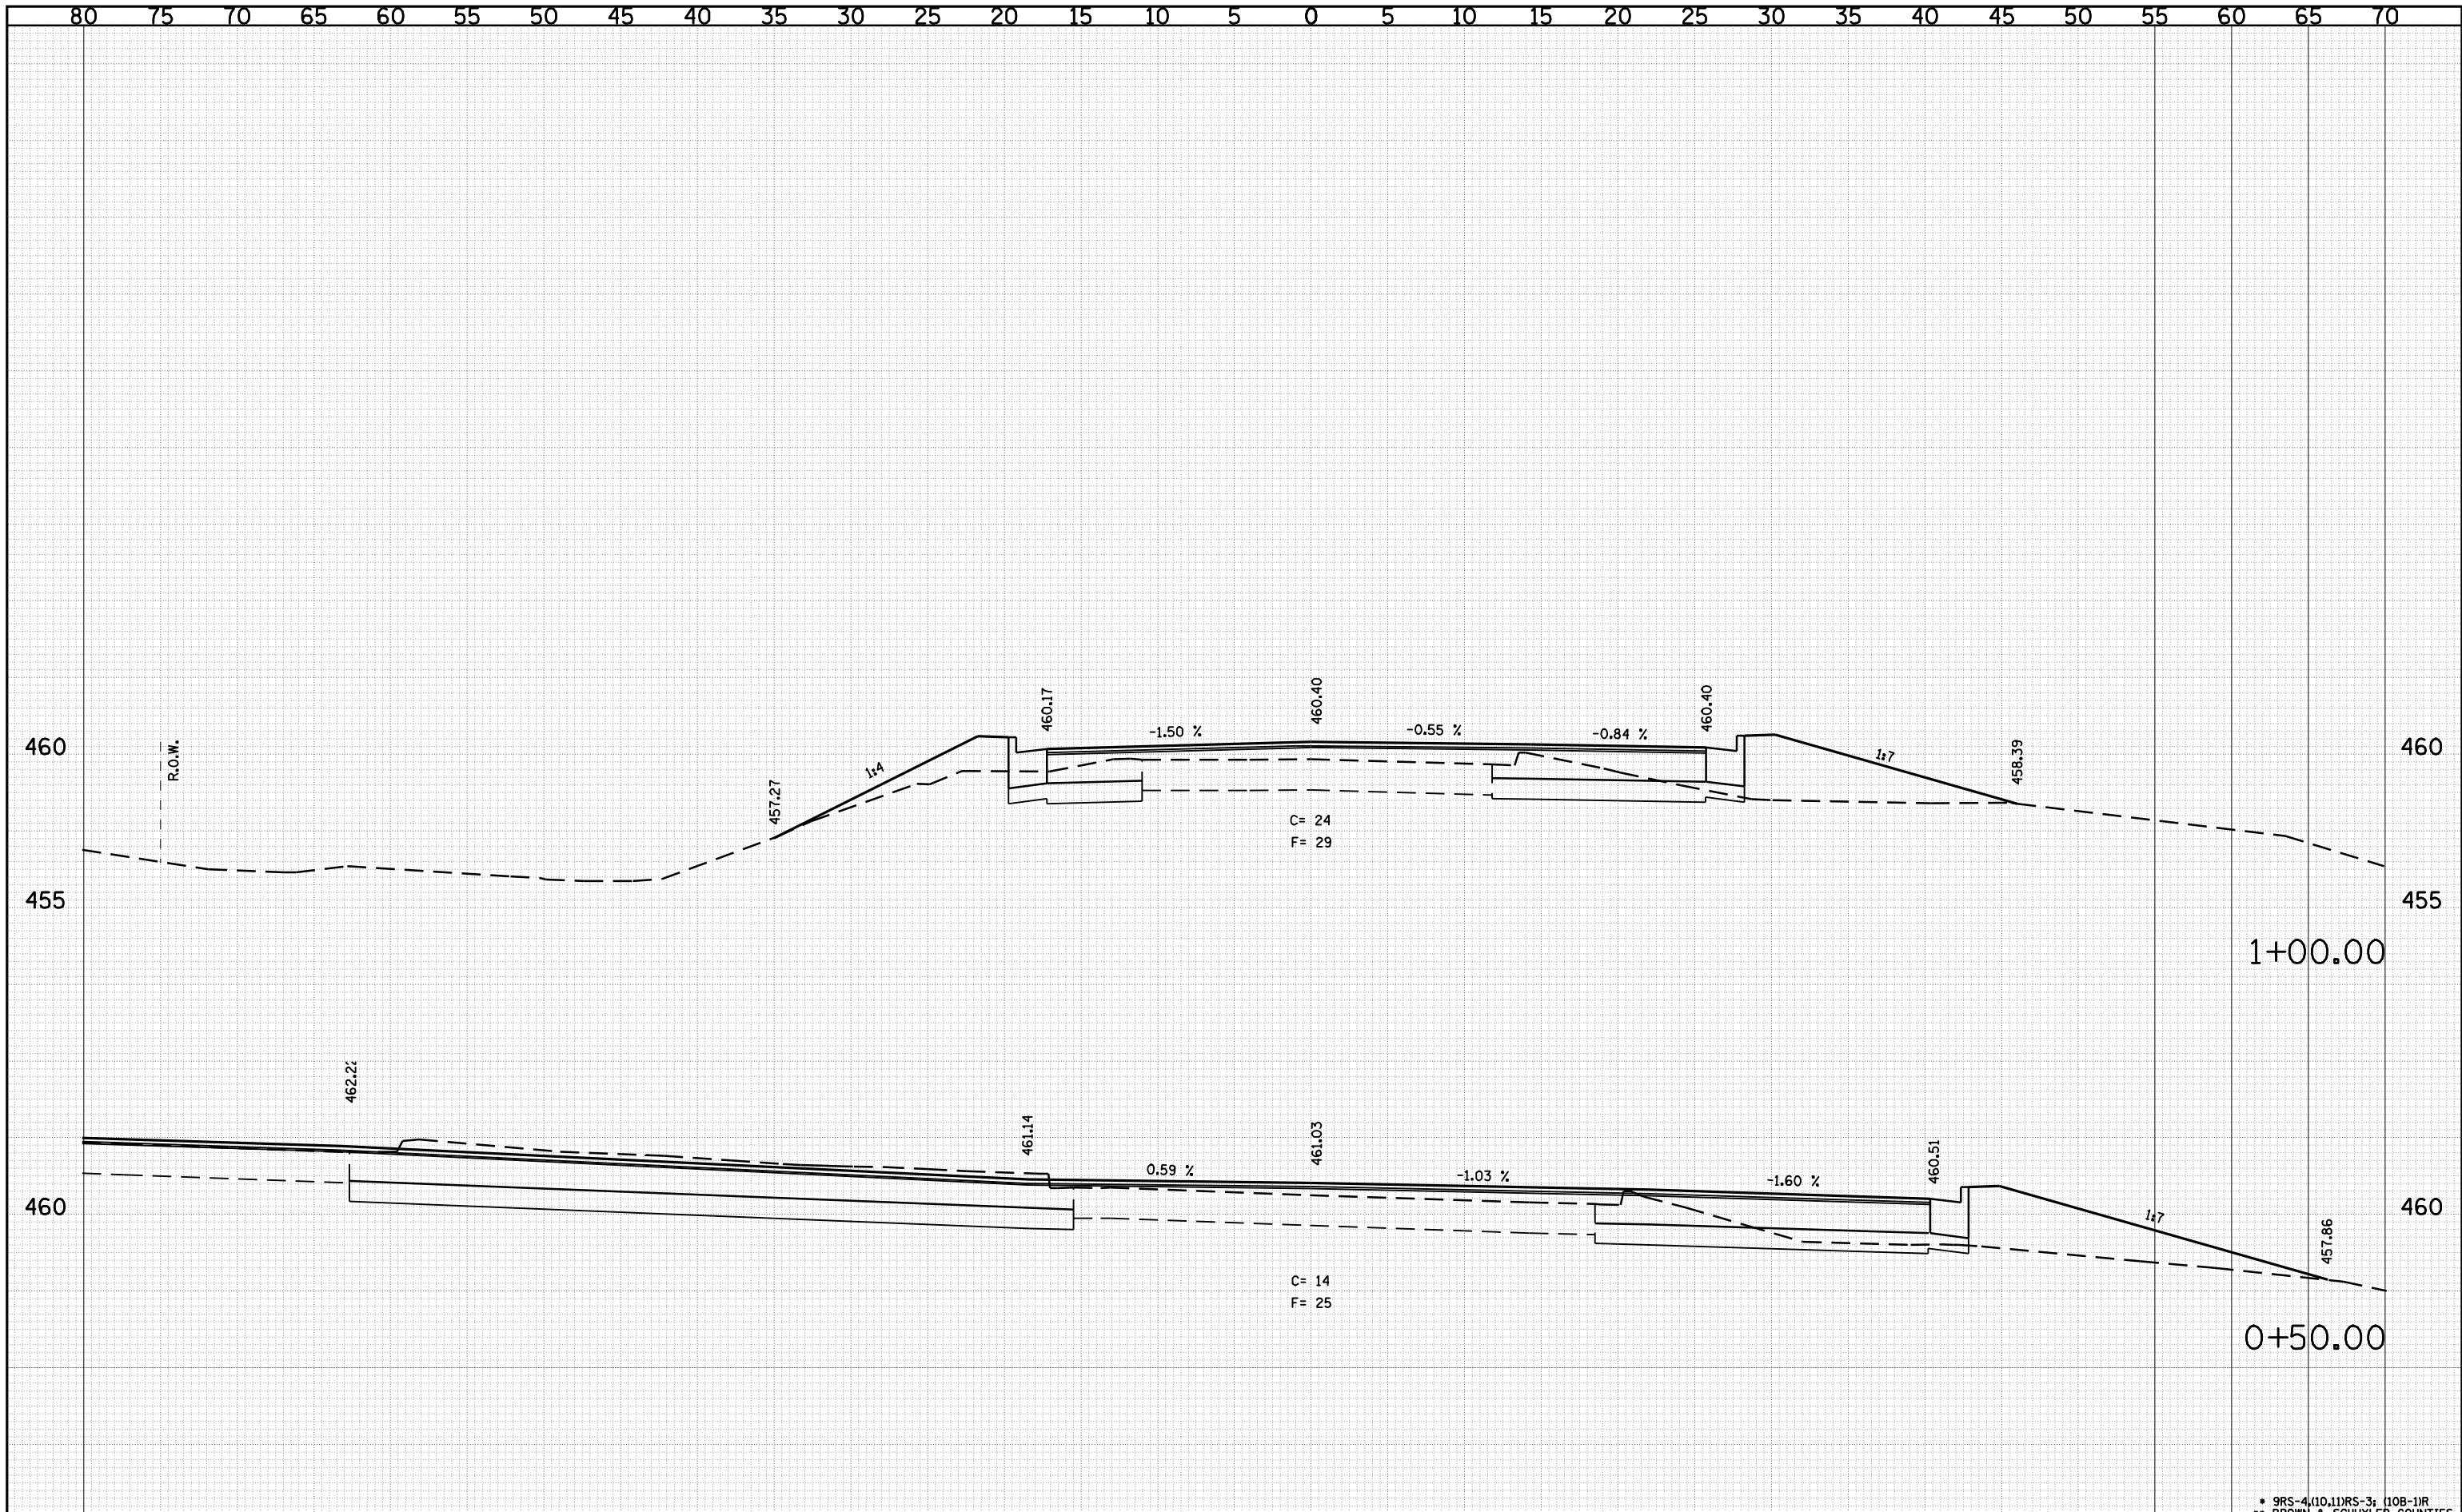 80 75 70 65 60 55 50 45 40 35 30 25 20 15 10 5 0 5 10 15 20 25 30 35 40 45 50 55 60 65 70
460.17 460.40 460.40
-1.50 % -0.55 % -0.84 %
460 R.O.W. 457.27 1:4 1:7 458.39 460
C= 24
F= 29
455 455
1+00.00
462.22 461.14 461.03 460.51
0.59 % -1.03 % -1.60 %
460 1:7 457.86 460
C= 14
F= 25
0+50.00
* 9RS-4,(10,11)RS-3; (10B-1)R
** BROWN & SCHUYLER COUNTIES